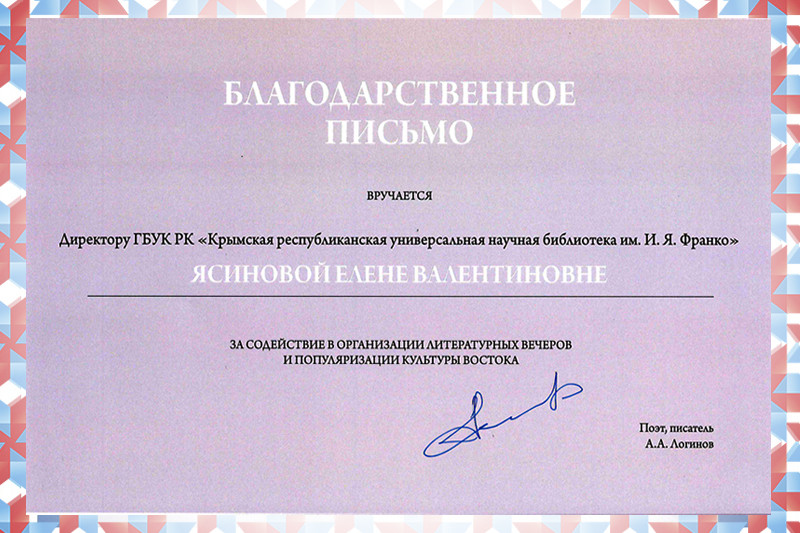 БЛАГОДАРСТВЕННОЕ
ПИСЬМО
ВРУЧАЕТСЯ
Директору ГБУК РК «Крымская республиканская универсальная научная библиотека им. И. Я. Франко»
ЯСИНОВОЙ ЕЛЕНЕ ВАЛЕНТИНОВНЕ
ЗА СОДЕЙСТВИЕ В ОРГАНИЗАЦИИ ЛИТЕРАТУРНЫХ ВЕЧЕРОВ
И ПОПУЛЯРИЗАЦИИ КУЛЬТУРЫ ВОСТОКА
Поэт, писатель
А.А. Логинов